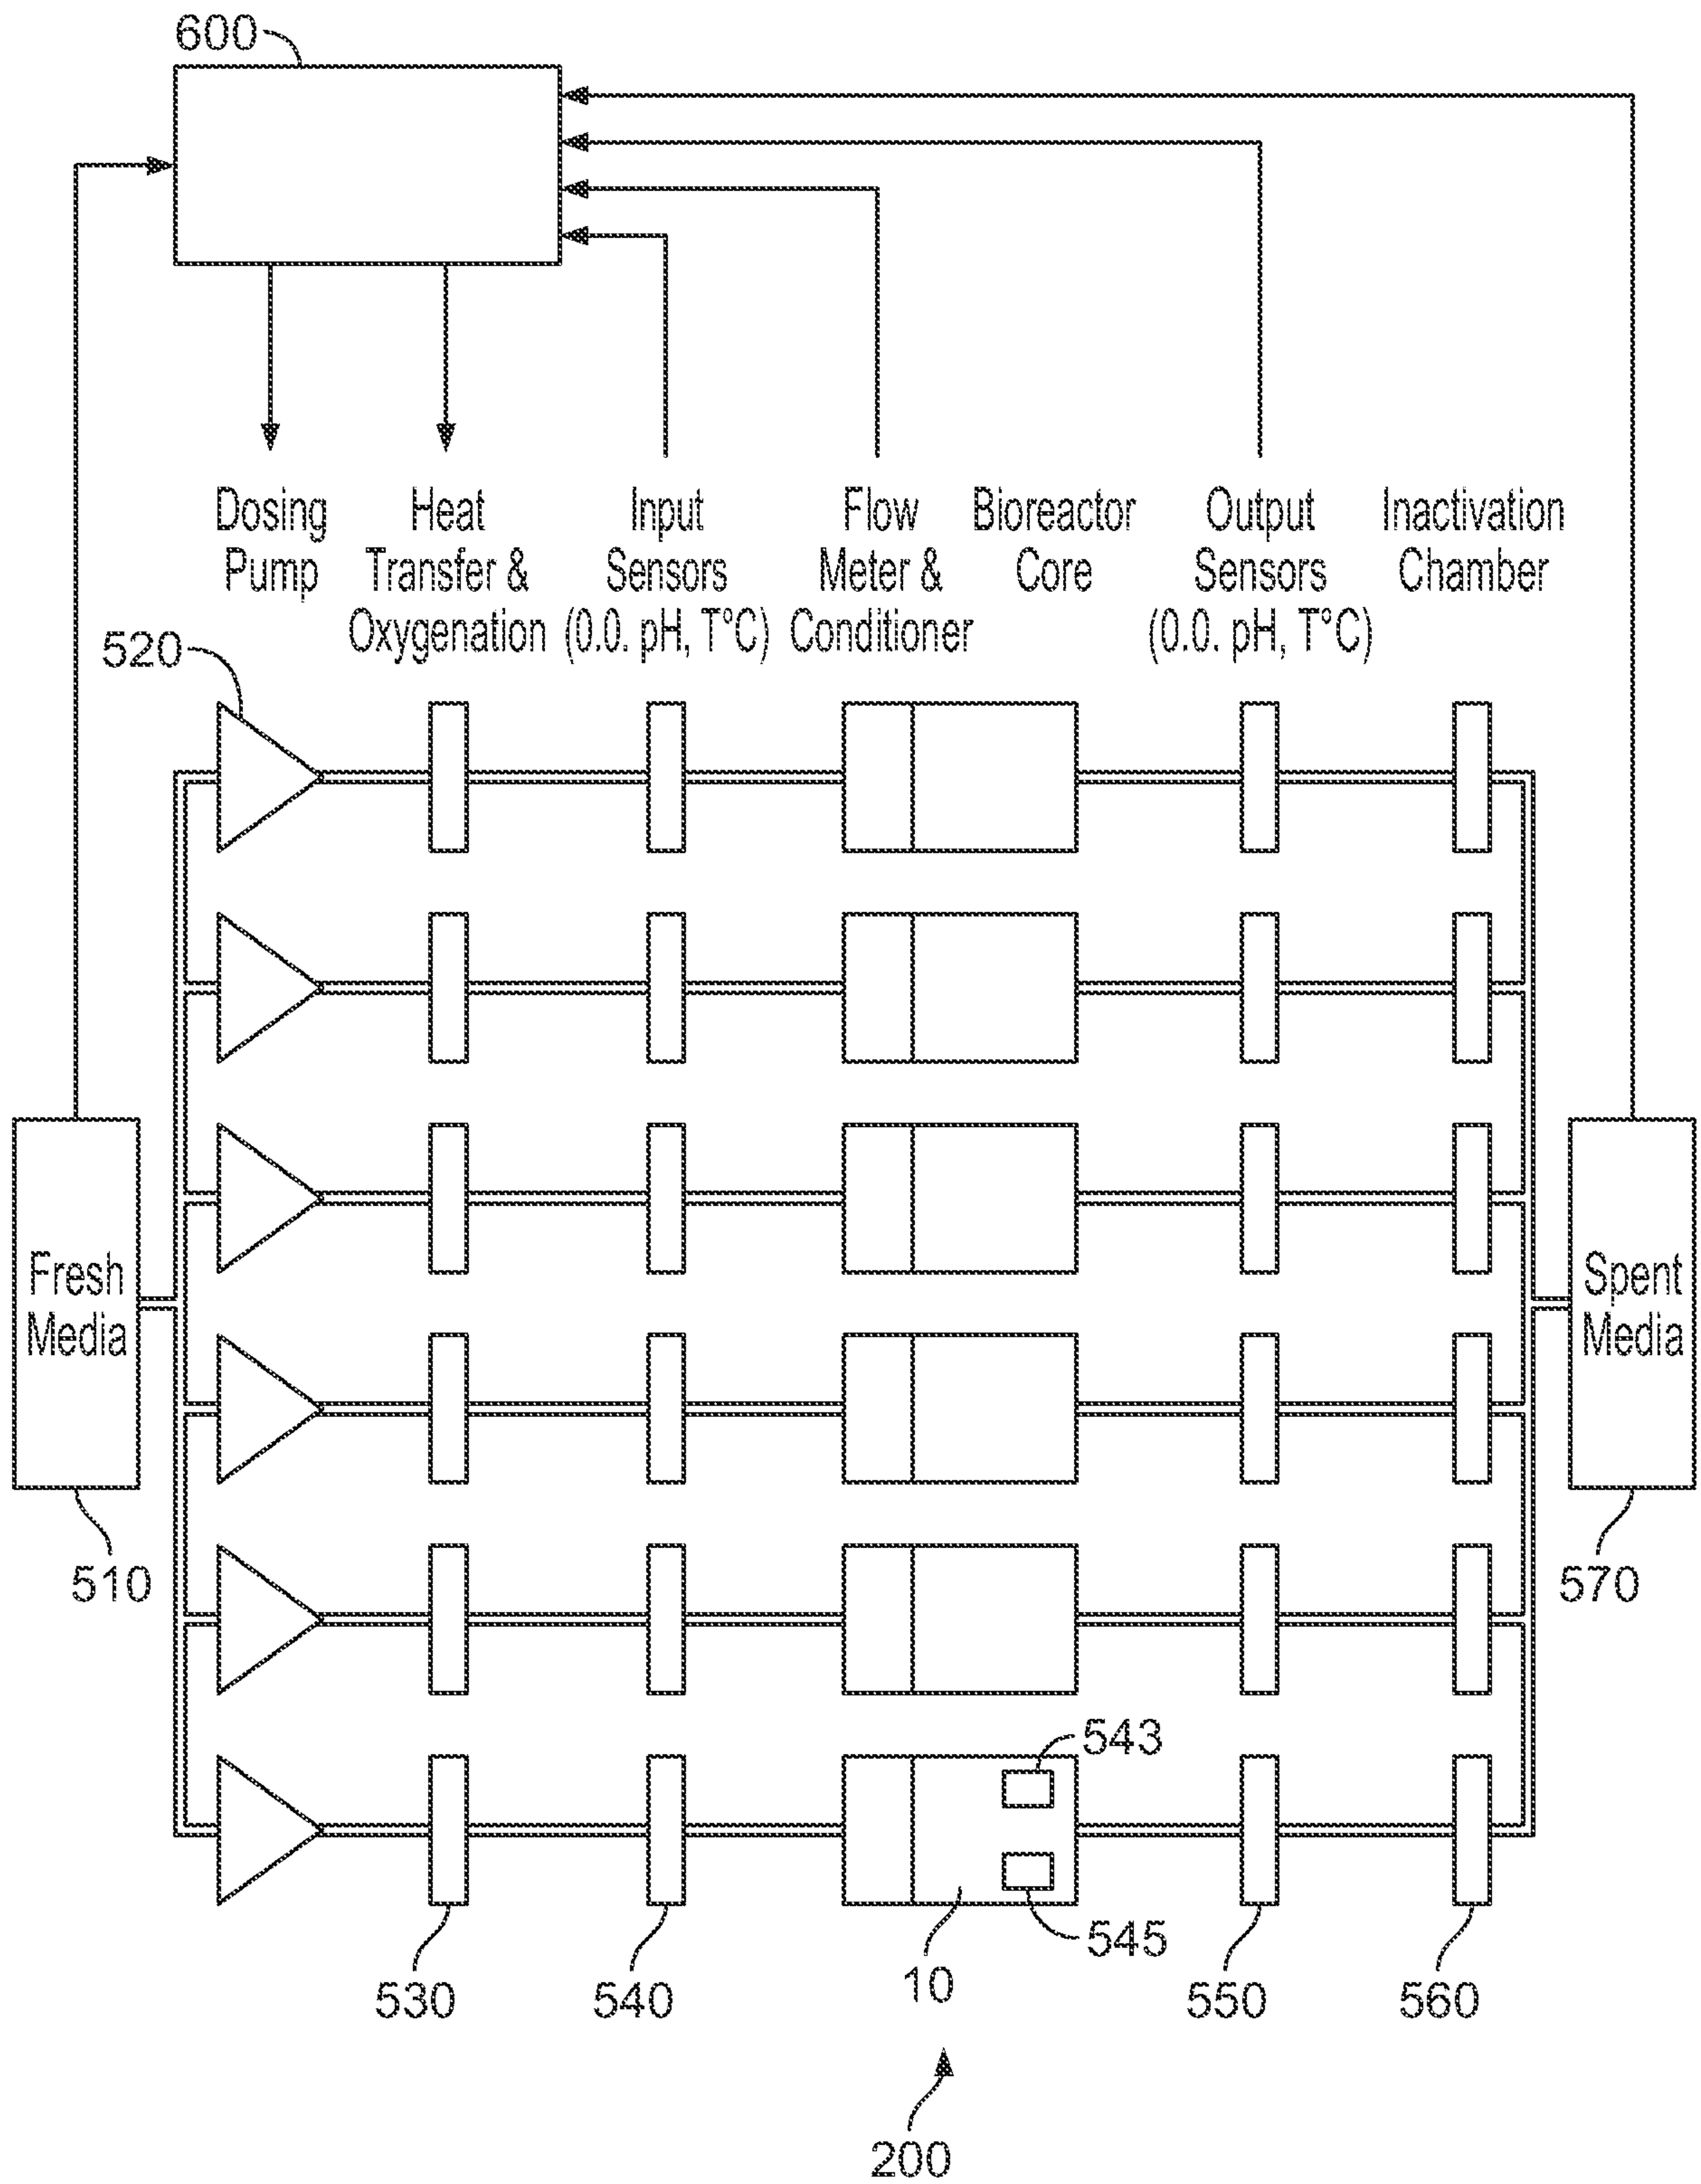 600
Dosing
Pump
Heat
Transfer &
Oxygenation
Input
Sensors
(0.0. pH, T°C)
Flow
Meter &
Conditioner
Bioreactor
Core
Output
Sensors
(0.0. pH, T°C)
Inactivation
Chamber
520
Fresh
Media
510
Spent
Media
570
543
545
530
540
10
550
560
200